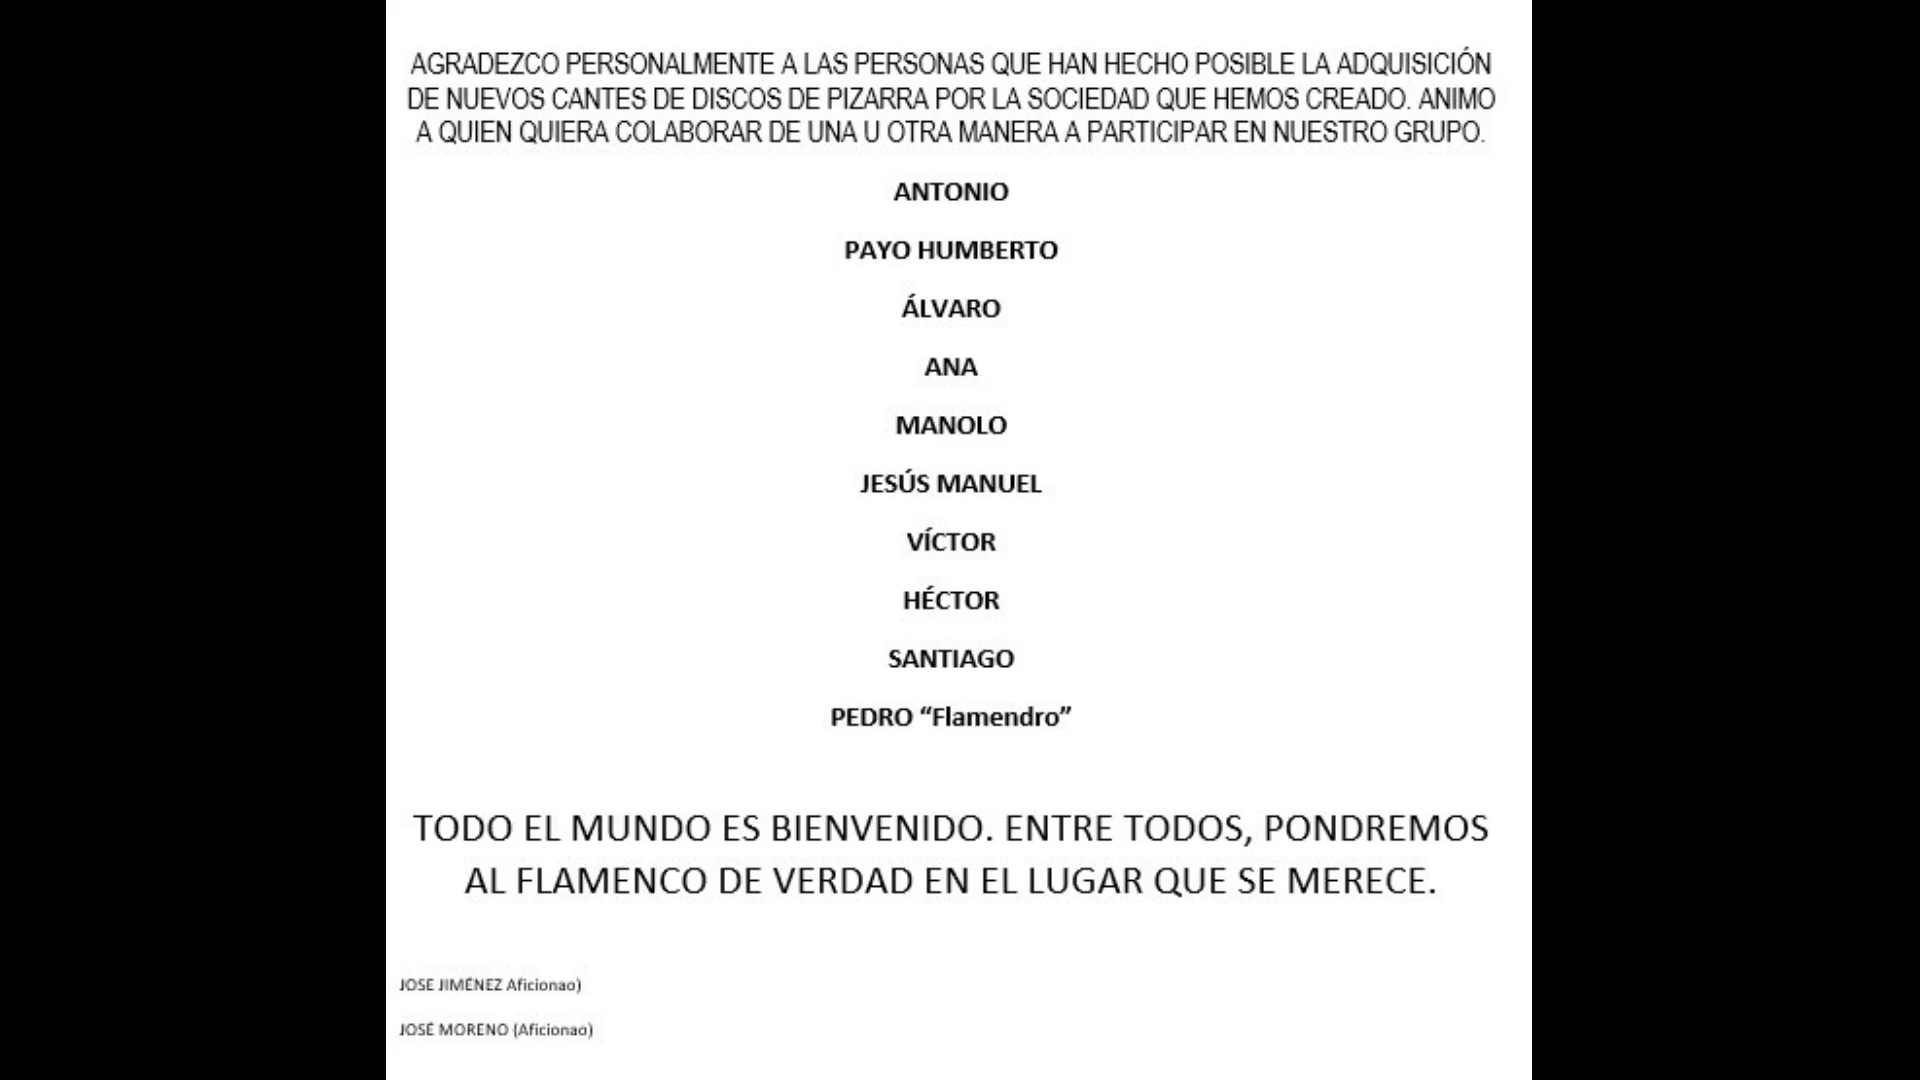 AGRADEZCO PERSONALMENTE A LAS PERSONAS QUE HAN HECHO POSIBLE LA ADQUISICIÓN
DE NUEVOS CANTES DE DISCOS DE PIZARRA POR LA SOCIEDAD QUE HEMOS CREADO. ANIMO
A QUIEN QUIERA COLABORAR DE UNA U OTRA MANERA A PARTICIPAR EN NUESTRO GRUPO.
ANTONIO
PAYO HUMBERTO
ÁLVARO
ANA
MANOLO
JESÚS MANUEL
VÍCTOR
HÉCTOR
SANTIAGO
PEDRO “Flamendro”
TODO EL MUNDO ES BIENVENIDO. ENTRE TODOS, PONDREMOS
AL FLAMENCO DE VERDAD EN EL LUGAR QUE SE MERECE.
JOSE JIMÉNEZ Aficionao)
JOSÉ MORENO (Aficionao)